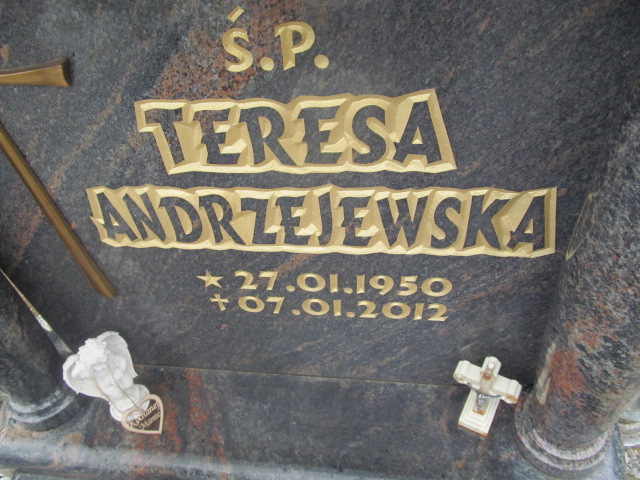 Ś.P.
TERESA
ANDRZEJEWSKA
★ 27.01.1950
✝ 07.01.2012